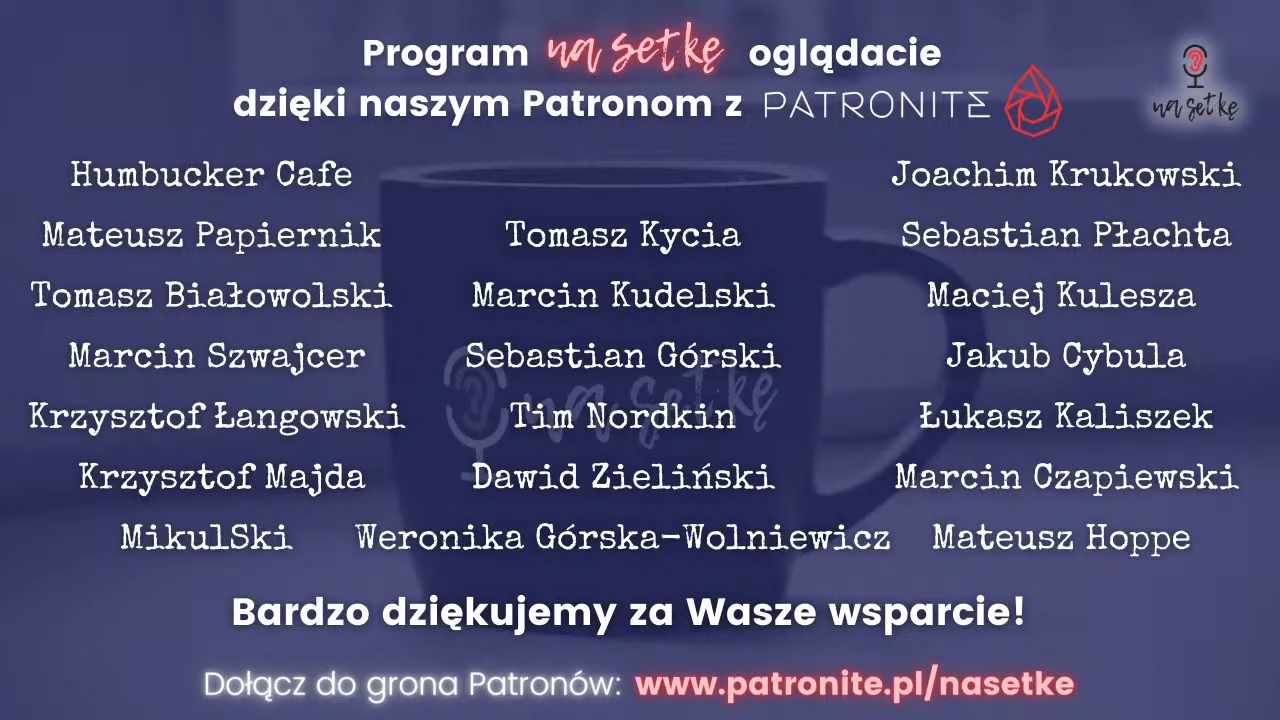 Program na setkę oglądacie
dzięki naszym Patronom z PATRONITE
na setkę
Humbucker Cafe
Mateusz Papiernik
Tomasz Białowolski
Marcin Szwajcer
Krzysztof Łangowski
Krzysztof Majda
MikulSki
Tomasz Kycia
Marcin Kudelski
Sebastian Górski
Tim Nordkin
Dawid Zieliński
Weronika Górska-Wolniewicz
Joachim Krukowski
Sebastian Płachta
Maciej Kulesza
Jakub Cybula
Łukasz Kaliszek
Marcin Czapiewski
Mateusz Hoppe
na setkę
Bardzo dziękujemy za Wasze wsparcie!
Dołącz do grona Patronów: www.patronite.pl/nasetke